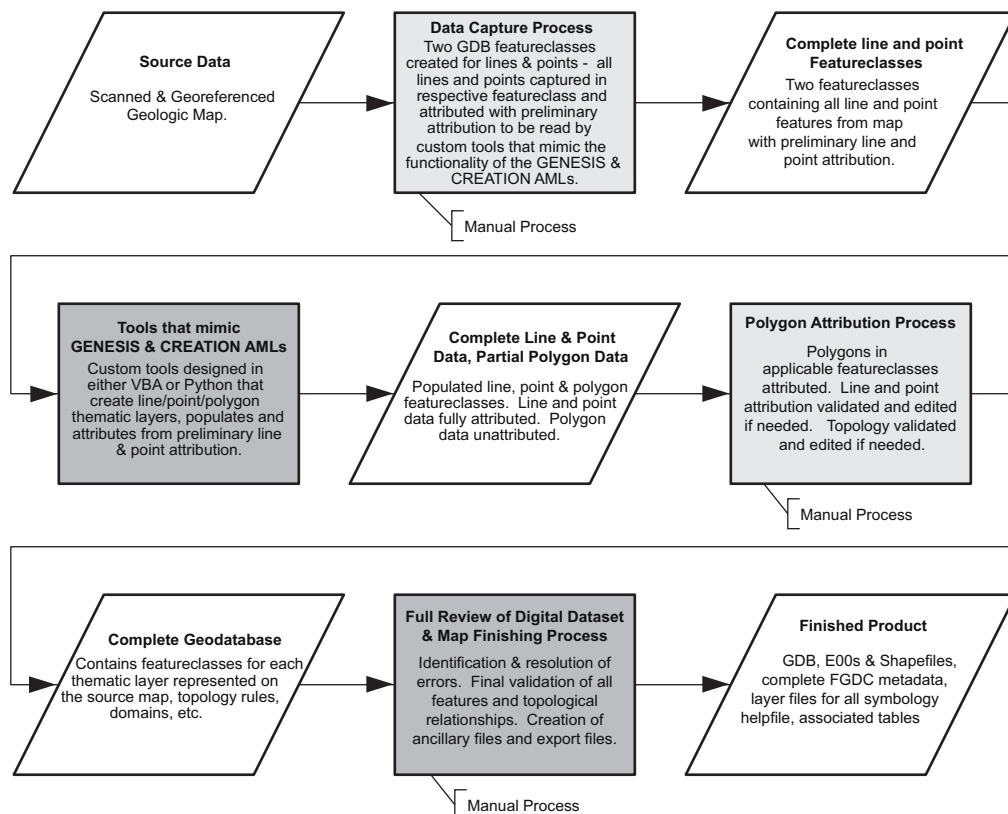 Source Data
Scanned & Georeferenced
Geologic Map.
Data Capture Process
Two GDB featureclasses
created for lines & points - all
lines and points captured in
respective featureclass and
attributed with preliminary
attribution to be read by
custom tools that mimic the
functionality of the GENESIS &
CREATION AMLs.
Manual Process
Complete line and point
Featureclasses
Two featureclasses
containing all line and point
features from map
with preliminary line and
point attribution.
Tools that mimic
GENESIS & CREATION AMLs
Custom tools designed in
either VBA or Python that
create line/point/polygon
thematic layers, populates and
attributes from preliminary line
& point attribution.
Complete Line & Point
Data, Partial Polygon Data
Populated line, point & polygon
featureclasses. Line and point
data fully attributed. Polygon
data unattributed.
Polygon Attribution Process
Polygons in
applicable featureclasses
attributed. Line and point
attribution validated and edited
if needed. Topology validated
and edited if needed.
Manual Process
Complete Geodatabase
Contains featureclasses for each
thematic layer represented on
the source map, topology rules,
domains, etc.
Full Review of Digital Dataset
& Map Finishing Process
Identification & resolution of
errors. Final validation of all
features and topological
relationships. Creation of
ancillary files and export files.
Manual Process
Finished Product
GDB, E00s & Shapefiles,
complete FGDC metadata,
layer files for all symbology
helpfile, associated tables